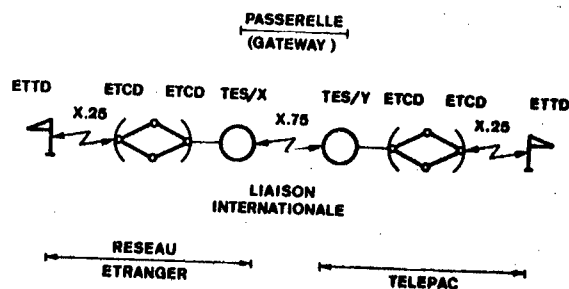 PASSERELLE
(GATEWAY)
ETTD ETCD ETCD TES/X TES/Y ETCD ETCD ETTD
X.25 X.75 X.25
LIAISON
INTERNATIONALE
RESEAU
ETRANGER
TELEPAC